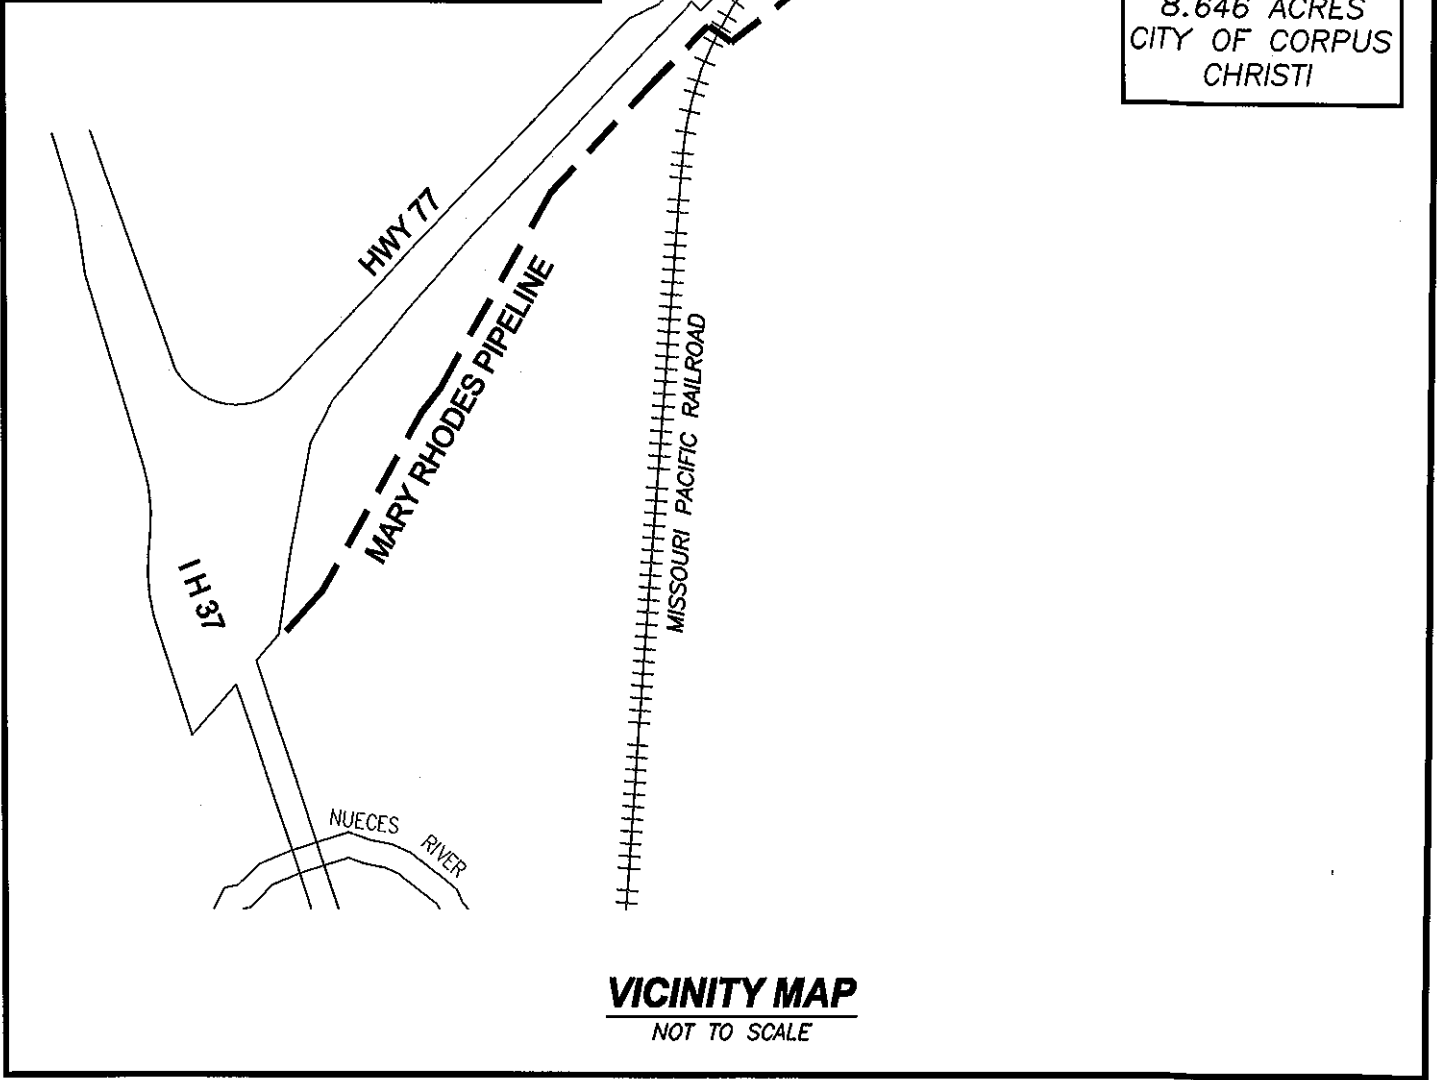 8.646 ACRES
CITY OF CORPUS
CHRISTI
HWY 77
MARY RHODES PIPELINE
MISSOURI PACIFIC RAILROAD
I H 37
NUECES RIVER
VICINITY MAP
NOT TO SCALE